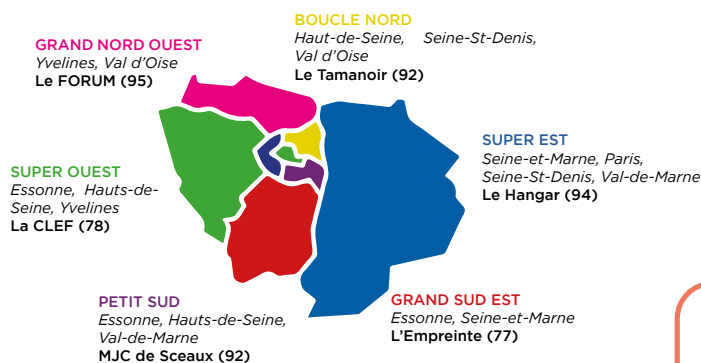 BOUCLE NORD
Haut-de-Seine, Seine-St-Denis,
Val d'Oise
Le Tamanoir (92)
GRAND NORD OUEST
Yvelines, Val d'Oise
Le FORUM (95)
SUPER EST
Seine-et-Marne, Paris,
Seine-St-Denis, Val-de-Marne
Le Hangar (94)
SUPER OUEST
Essonne, Hauts-de-
Seine, Yvelines
La CLEF (78)
PETIT SUD
Essonne, Hauts-de-Seine,
Val-de-Marne
MJC de Sceaux (92)
GRAND SUD EST
Essonne, Seine-et-Marne
L'Empreinte (77)